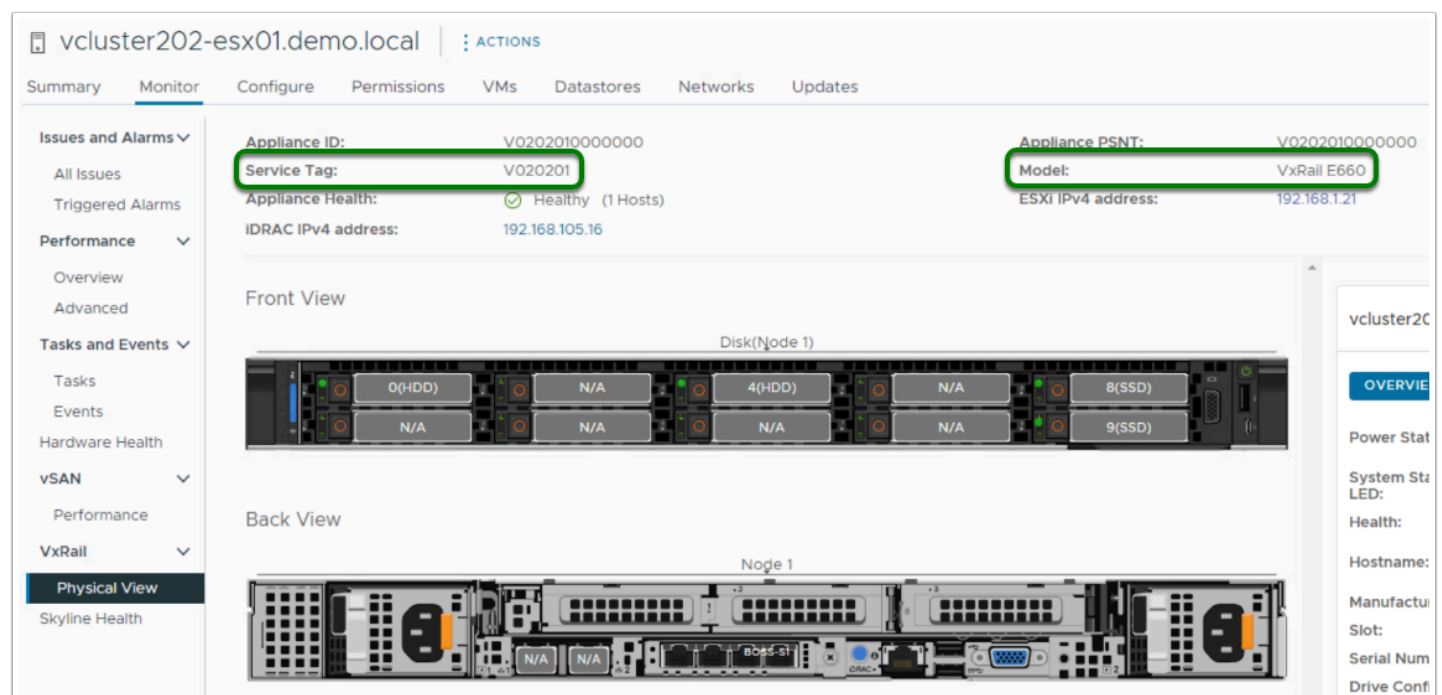 vcluster202-esx01.demo.local ACTIONS
Summary Monitor Configure Permissions VMs Datastores Networks Updates
Issues and Alarms
All Issues
Triggered Alarms
Performance
Overview
Advanced
Tasks and Events
Tasks
Events
Hardware Health
vSAN
Performance
VxRail
Physical View
Skyline Health
Appliance ID: V0202010000000
Service Tag: V020201
Appliance Health: Healthy (1 Hosts)
iDRAC IPv4 address: 192.168.105.16
Appliance PSNT: V0202010000000
Model: VxRail E660
ESXi IPv4 address: 192.168.1.21
Front View
Disk(Node 1)
0(HDD) N/A 4(HDD) N/A 8(SSD)
N/A N/A N/A N/A 9(SSD)
Back View
Node 1
N/A N/A BOSS-S1 iDRAC
vcluster20
OVERVIE
Power Stat
System Sta
LED:
Health:
Hostname:
Manufactu
Slot:
Serial Num
Drive Confi